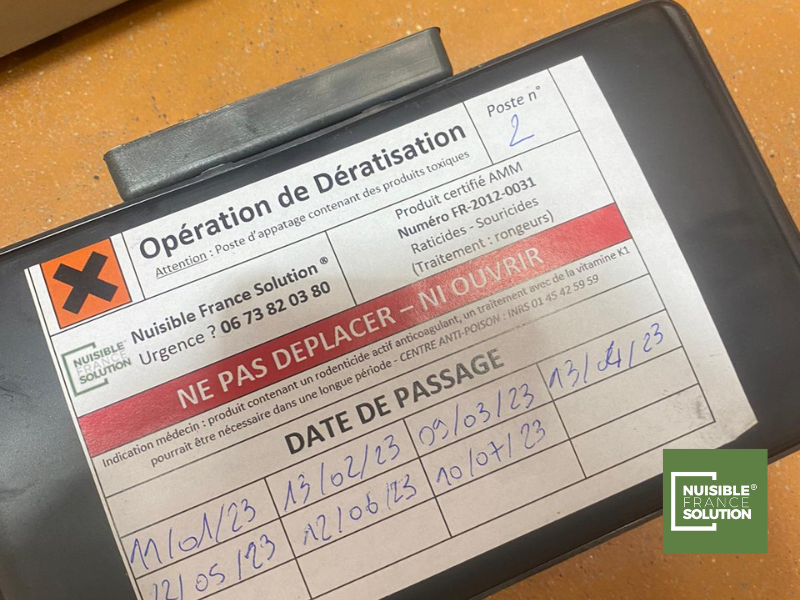 Opération de Dératisation
Attention : Poste d'appatage contenant des produits toxiques
Poste n°
2
Nuisible France Solution ®
Urgence ? 06 73 82 03 80
Produit certifié AMM
Numéro FR-2012-0031
Raticides - Souricides
(Traitement : rongeurs)
NUISIBLE
FRANCE
SOLUTION
NE PAS DEPLACER – NI OUVRIR
Indication médecin : produit contenant un rodenticide actif anticoagulant, un traitement avec de la vitamine K1
pourrait être nécessaire dans une longue période - CENTRE ANTI-POISON : INRS 01 45 42 59 59
DATE DE PASSAGE
11/01/23 13/02/23 09/03/23 13/04/23
12/05/23 12/06/23 10/07/23
NUISIBLE®
FRANCE
SOLUTION